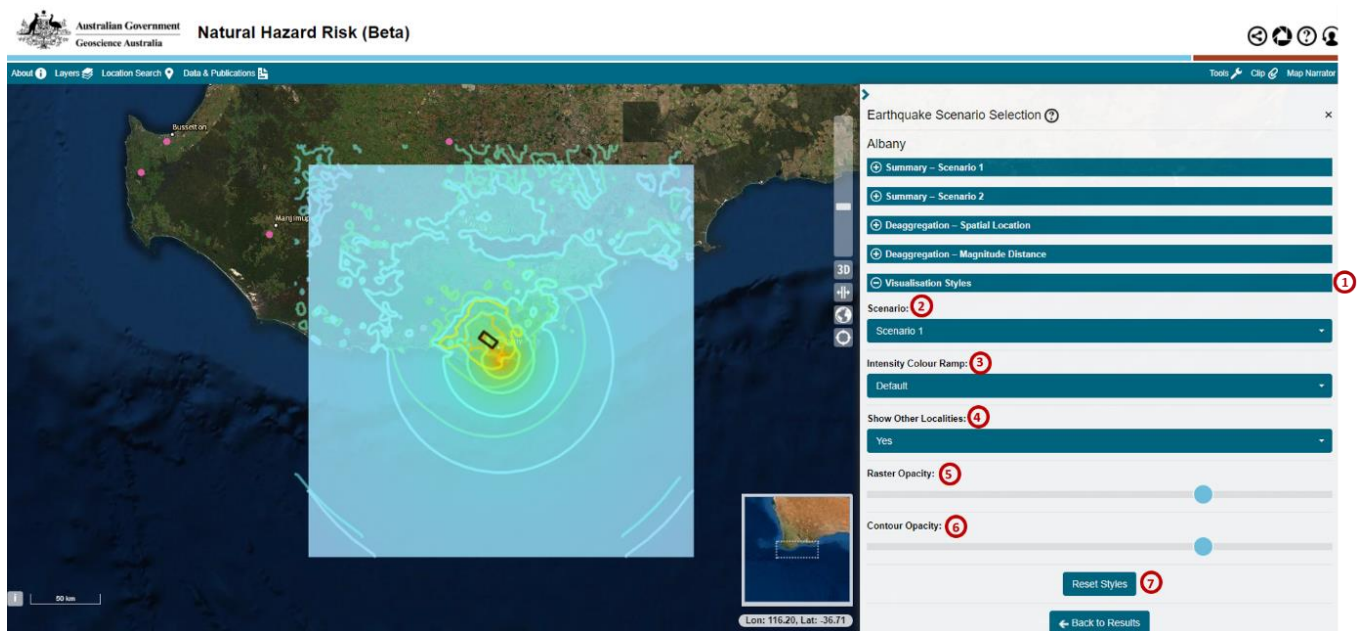 Australian Government
Geoscience Australia
Natural Hazard Risk (Beta)
About Layers Location Search Data & Publications
Tools Clip Map Narrator
Earthquake Scenario Selection
×
Albany
Summary – Scenario 1
Summary – Scenario 2
Deaggregation – Spatial Location
Deaggregation – Magnitude Distance
Visualisation Styles
1
Scenario: 2
Scenario 1
Intensity Colour Ramp: 3
Default
Show Other Localities: 4
Yes
Raster Opacity: 5
Contour Opacity: 6
Reset Styles 7
← Back to Results
Busselton
Manjimup
3D
50 km
Lon: 116.20, Lat: -36.71